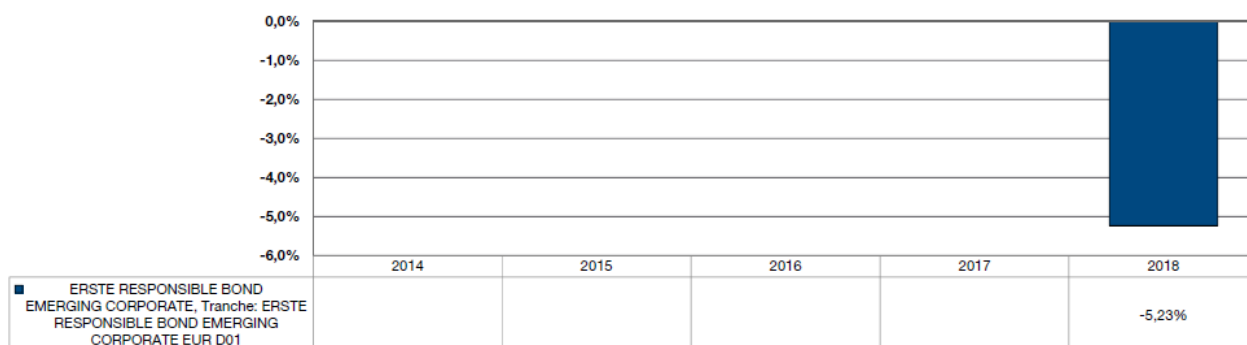 0,0%
-1,0%
-2,0%
-3,0%
-4,0%
-5,0%
-6,0%
2014 2015 2016 2017 2018
ERSTE RESPONSIBLE BOND
EMERGING CORPORATE, Tranche: ERSTE
RESPONSIBLE BOND EMERGING
CORPORATE EUR D01
-5,23%